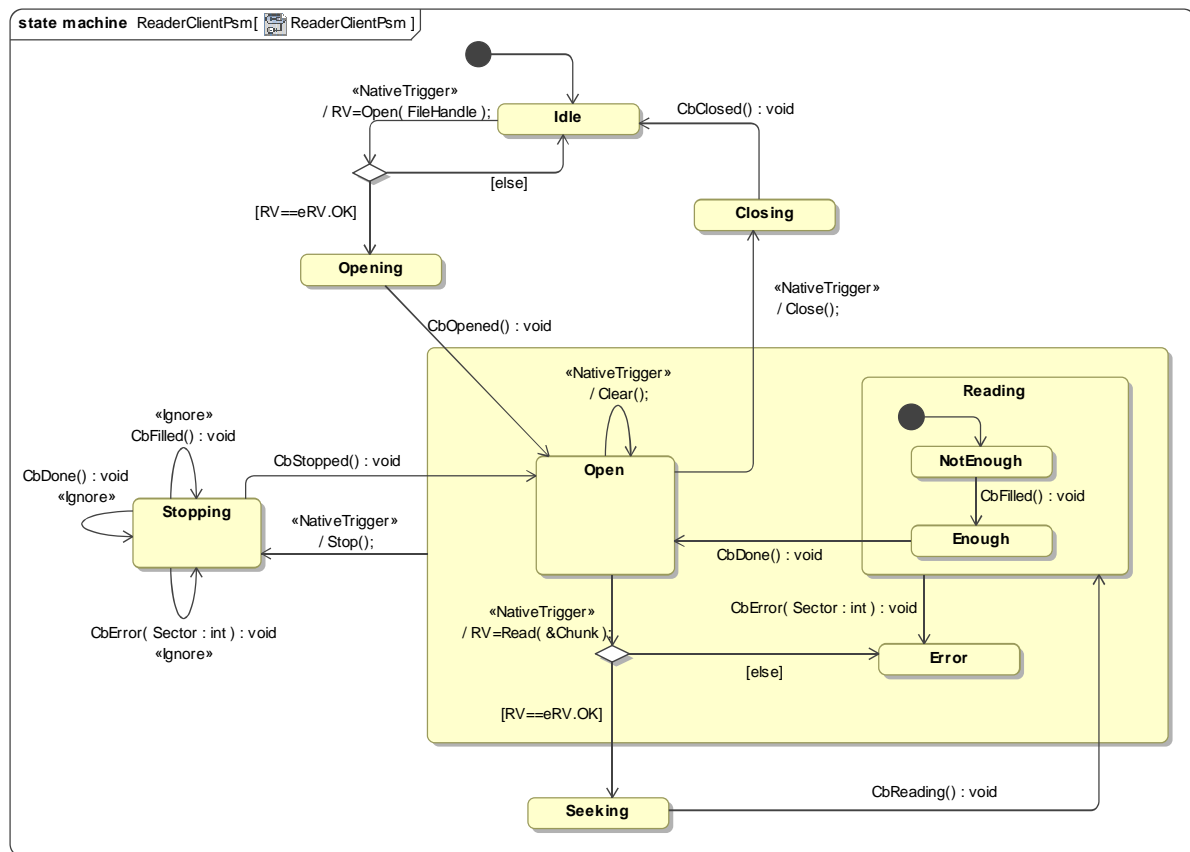 state machine ReaderClientPsm[ ReaderClientPsm ]
«NativeTrigger»
/ RV=Open( FileHandle );
Idle
CbClosed() : void
[else]
[RV==eRV.OK]
Closing
Opening
«NativeTrigger»
/ Close();
CbOpened() : void
«NativeTrigger»
/ Clear();
Reading
«Ignore»
CbFilled() : void
CbDone() : void
«Ignore»
CbStopped() : void
Open
NotEnough
CbFilled() : void
Stopping
«NativeTrigger»
/ Stop();
Enough
CbDone() : void
CbError( Sector : int ) : void
«Ignore»
«NativeTrigger»
/ RV=Read( &Chunk );
CbError( Sector : int ) : void
Error
[else]
[RV==eRV.OK]
CbReading() : void
Seeking